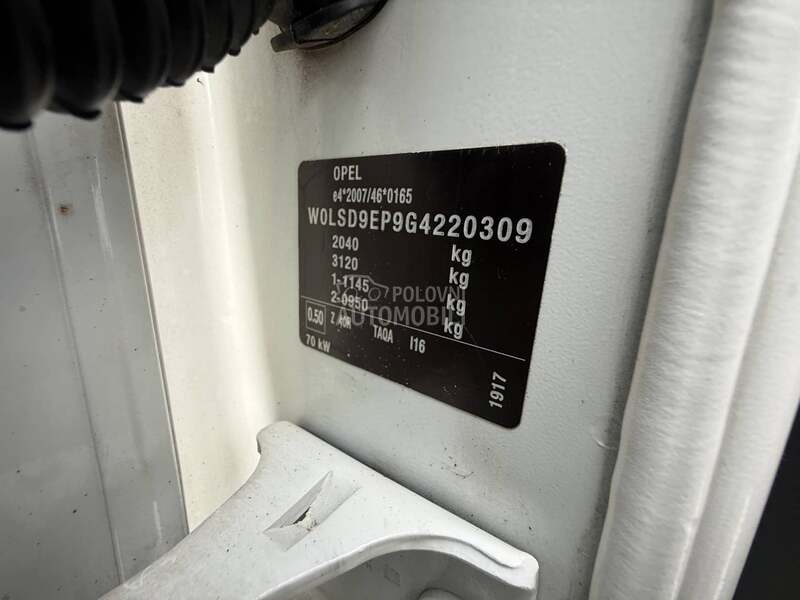 OPEL
e4*2007/46*0165
W0LSD9EP9G4220309
2040 kg
3120 kg
1-1145 kg
2-0950 kg
POLOVNI
AUTOMOBILI
0.50 TAQA I16
70 kW
1917